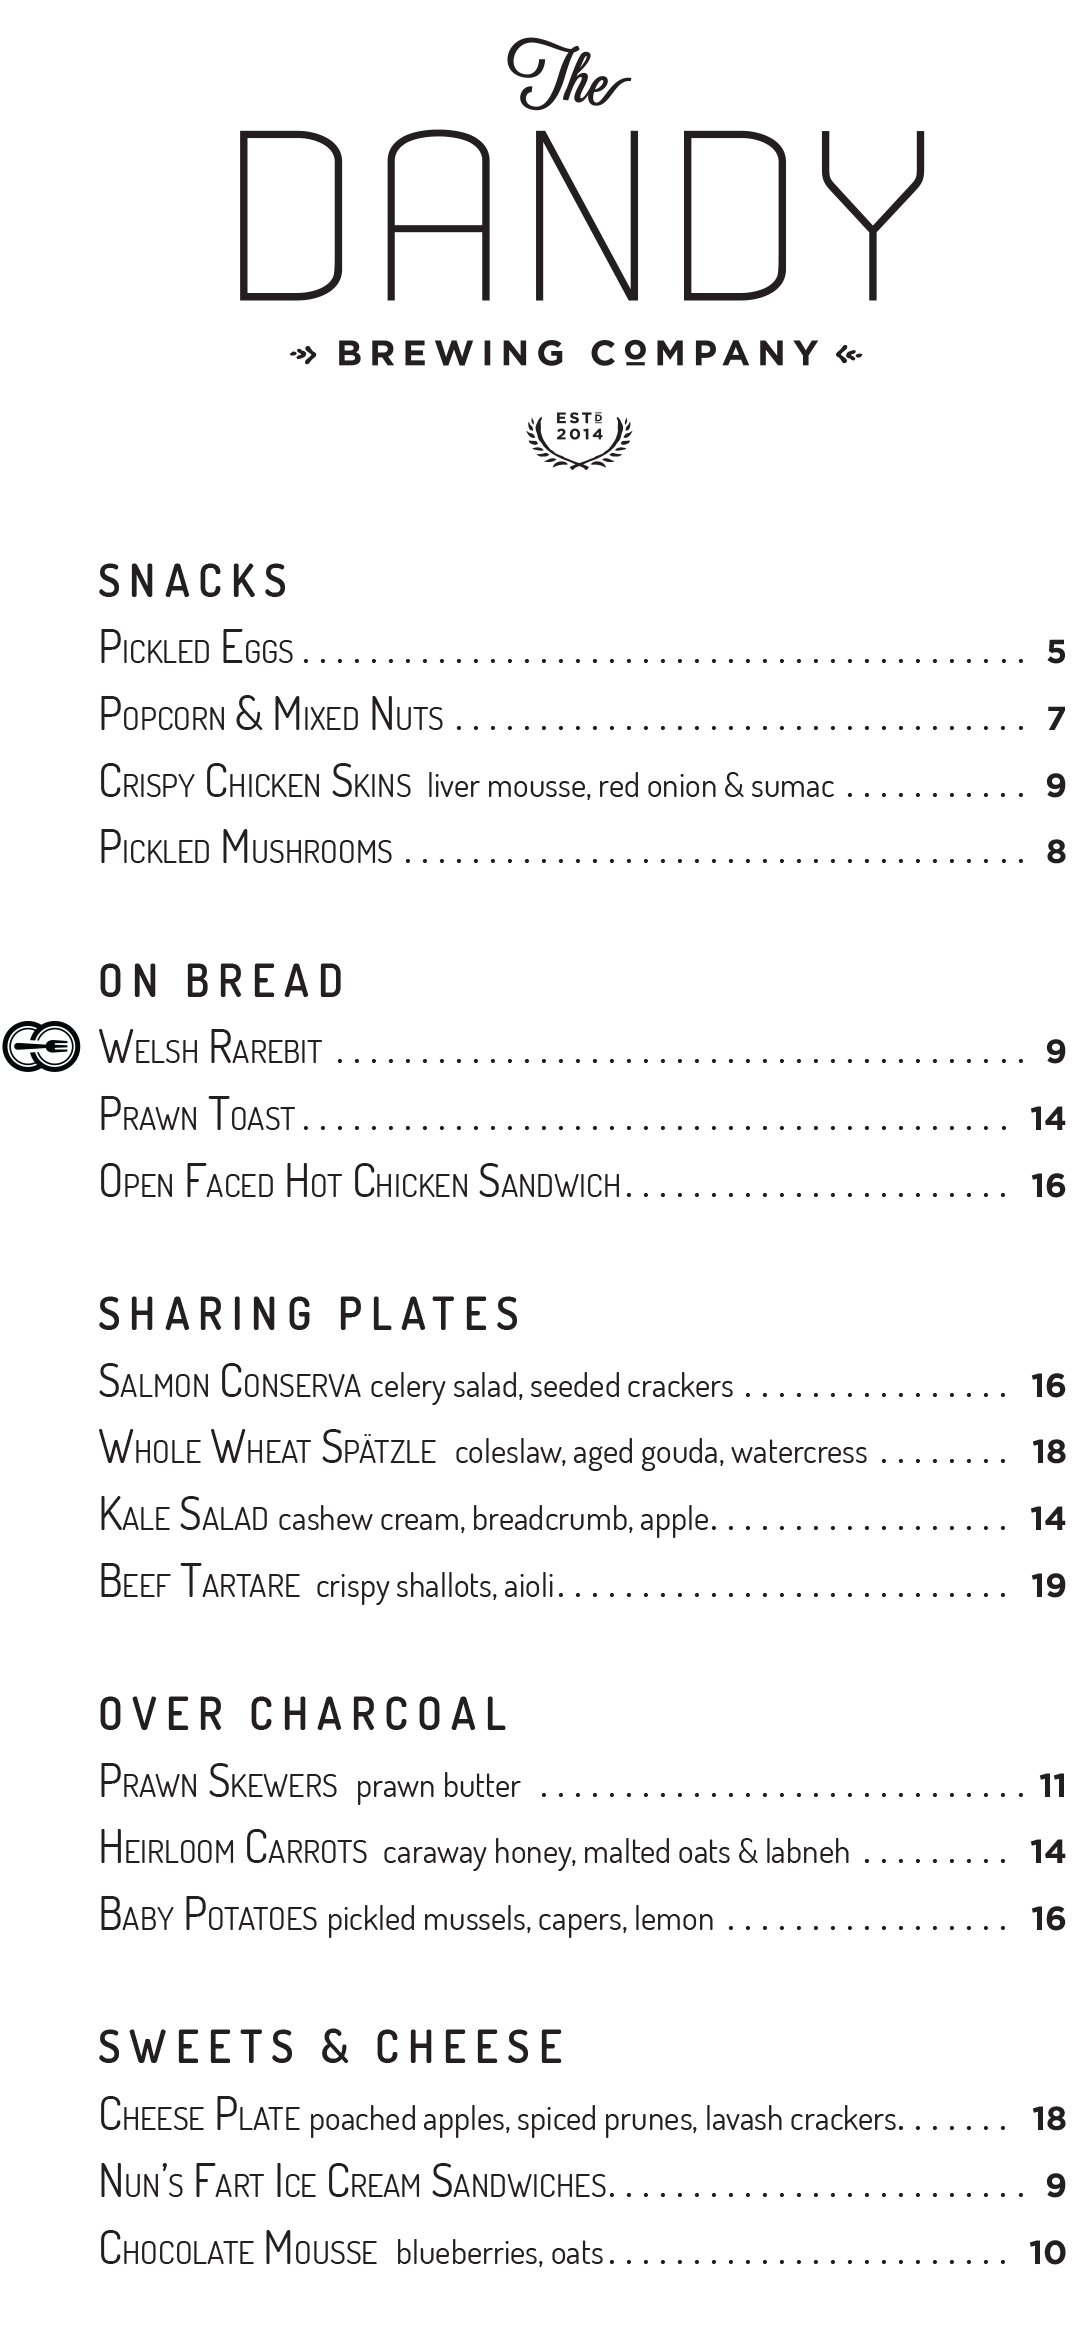 The
DANDY
BREWING COMPANY
ESTD
2014
SNACKS
Pickled Eggs . . . . . . . . . . . . . . . . . . . . . . . . . . . . . . . . . . . . . . . . . . . 5
Popcorn & Mixed Nuts . . . . . . . . . . . . . . . . . . . . . . . . . . . . . . . . . . 7
Crispy Chicken Skins liver mousse, red onion & sumac . . . . . . . . . . . 9
Pickled Mushrooms . . . . . . . . . . . . . . . . . . . . . . . . . . . . . . . . . . . . . 8
ON BREAD
Welsh Rarebit . . . . . . . . . . . . . . . . . . . . . . . . . . . . . . . . . . . . . . . . . 9
Prawn Toast . . . . . . . . . . . . . . . . . . . . . . . . . . . . . . . . . . . . . . . . . . 14
Open Faced Hot Chicken Sandwich. . . . . . . . . . . . . . . . . . . . . . . 16
SHARING PLATES
Salmon Conserva celery salad, seeded crackers . . . . . . . . . . . . . . . . 16
Whole Wheat Spätzle coleslaw, aged gouda, watercress . . . . . . . . 18
Kale Salad cashew cream, breadcrumb, apple. . . . . . . . . . . . . . . . . . 14
Beef Tartare crispy shallots, aioli. . . . . . . . . . . . . . . . . . . . . . . . . . . 19
OVER CHARCOAL
Prawn Skewers prawn butter . . . . . . . . . . . . . . . . . . . . . . . . . . . . . 11
Heirloom Carrots caraway honey, malted oats & labneh . . . . . . . . . 14
Baby Potatoes pickled mussels, capers, lemon . . . . . . . . . . . . . . . . . 16
SWEETS & CHEESE
Cheese Plate poached apples, spiced prunes, lavash crackers. . . . . . . 18
Nun’s Fart Ice Cream Sandwiches. . . . . . . . . . . . . . . . . . . . . . . . . 9
Chocolate Mousse blueberries, oats . . . . . . . . . . . . . . . . . . . . . . . . 10